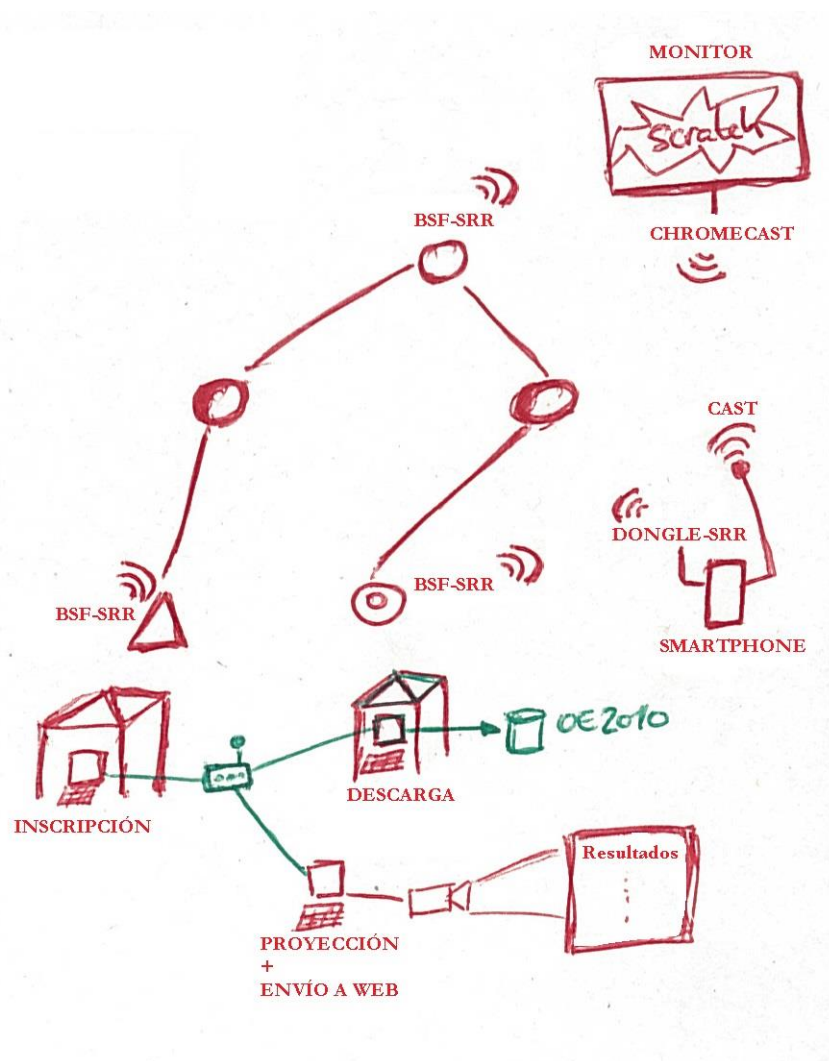 MONITOR
Scratch
BSF-SRR
CHROMECAST
CAST
DONGLE-SRR
BSF-SRR
BSF-SRR
SMARTPHONE
OE2010
DESCARGA
INSCRIPCIÓN
Resultados
PROYECCIÓN
+
ENVÍO A WEB